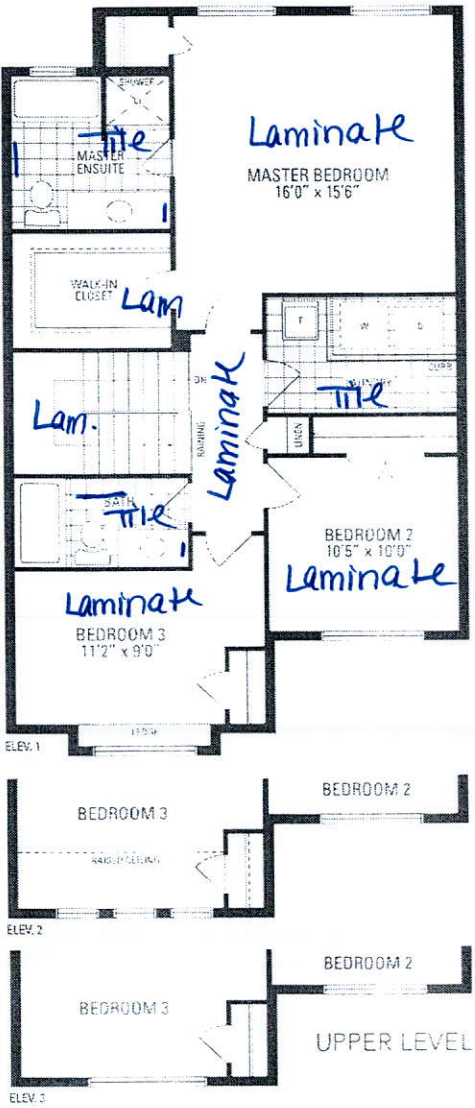 SHOWER
Tile
MASTER
ENSUITE
Laminate
MASTER BEDROOM
16'0" x 15'6"
WALK-IN
CLOSET
Lam
W
LAUNDRY
Tile
Lam.
Laminate
LINEN
BATH
Tile
BEDROOM 2
10'5" x 10'0"
Laminate
Laminate
BEDROOM 3
11'2" x 9'0"
LEDGE
ELEV. 1
BEDROOM 3
BEDROOM 2
RAISED CEILING
ELEV. 2
BEDROOM 3
BEDROOM 2
UPPER LEVEL
ELEV. 3